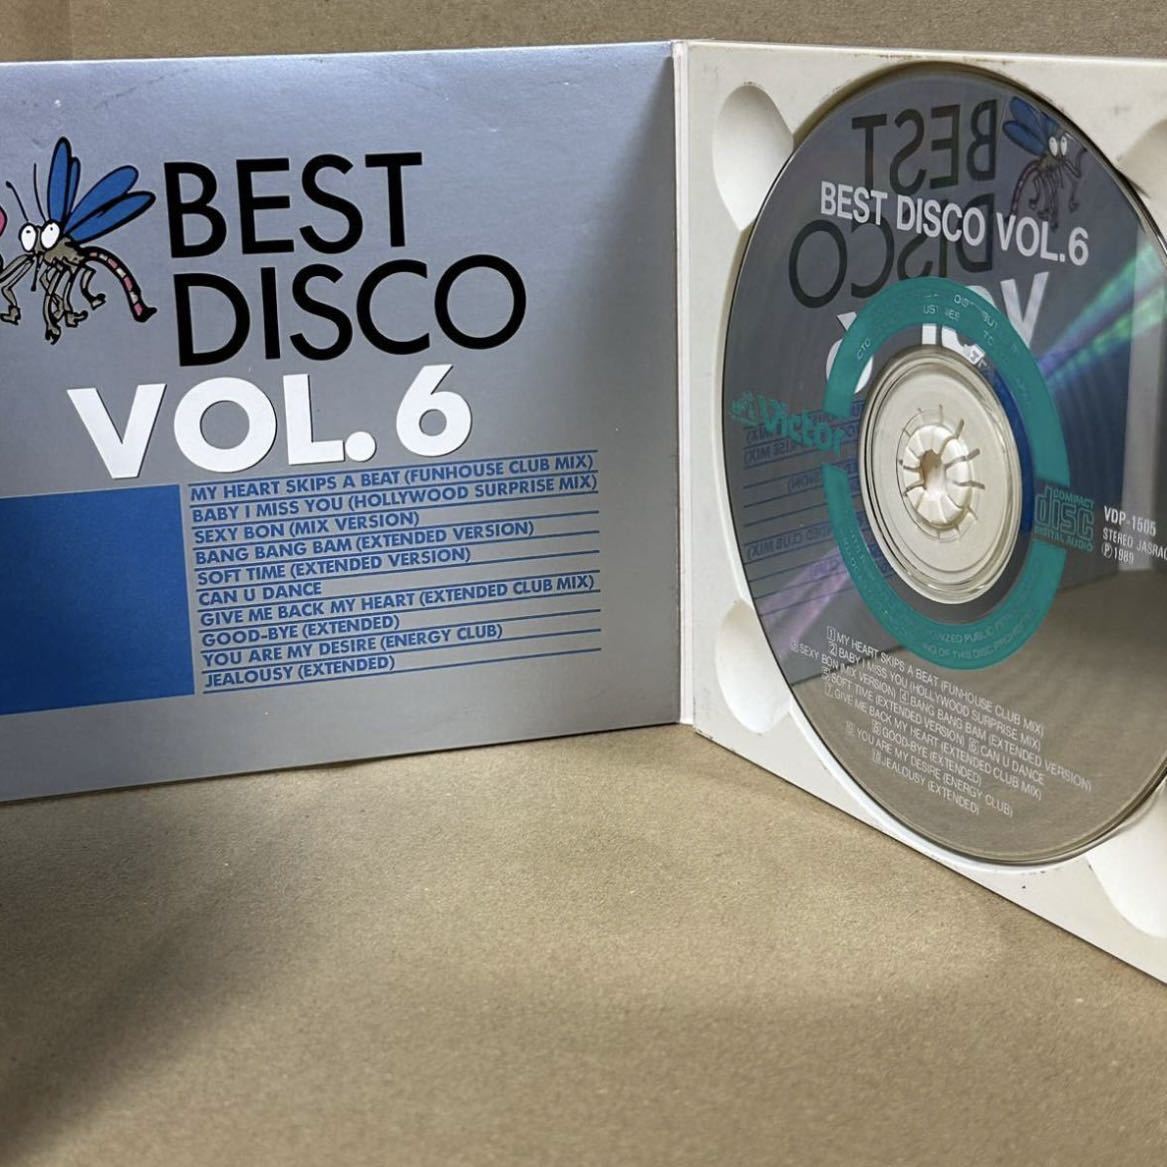 BEST
DISCO
VOL. 6
MY HEART SKIPS A BEAT (FUNHOUSE CLUB MIX)
BABY I MISS YOU (HOLLYWOOD SURPRISE MIX)
SEXY BON (MIX VERSION)
BANG BANG BAM (EXTENDED VERSION)
SOFT TIME (EXTENDED VERSION)
CAN U DANCE
GIVE ME BACK MY HEART (EXTENDED CLUB MIX)
GOOD-BYE (EXTENDED)
YOU ARE MY DESIRE (ENERGY CLUB)
JEALOUSY (EXTENDED)
BEST DISCO VOL. 6
Victor
COMPACT
disc
DIGITAL AUDIO
VDP-1505
STEREO JASRAC
Ⓟ1989
1 MY HEART SKIPS A BEAT (FUNHOUSE CLUB MIX)
2 BABY I MISS YOU (HOLLYWOOD SURPRISE MIX)
3 SEXY BON (MIX VERSION) 4 BANG BANG BAM (EXTENDED VERSION)
5 SOFT TIME (EXTENDED VERSION) 6 CAN U DANCE
7 GIVE ME BACK MY HEART (EXTENDED CLUB MIX)
8 GOOD-BYE (EXTENDED)
9 YOU ARE MY DESIRE (ENERGY CLUB)
10 JEALOUSY (EXTENDED)